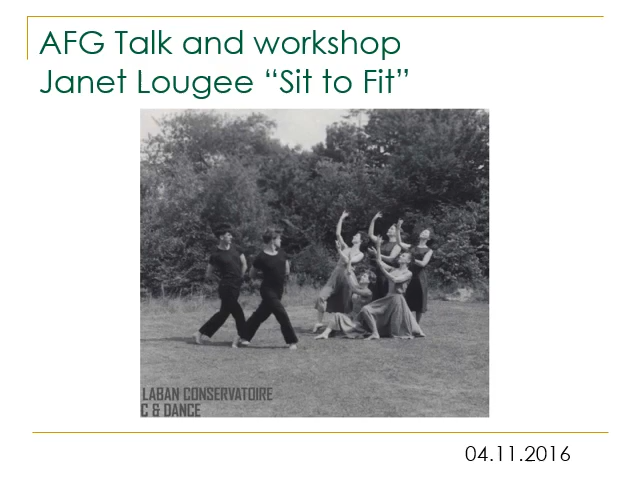 AFG Talk and workshop
Janet Lougee “Sit to Fit”
LABAN CONSERVATOIRE
C & DANCE
04.11.2016